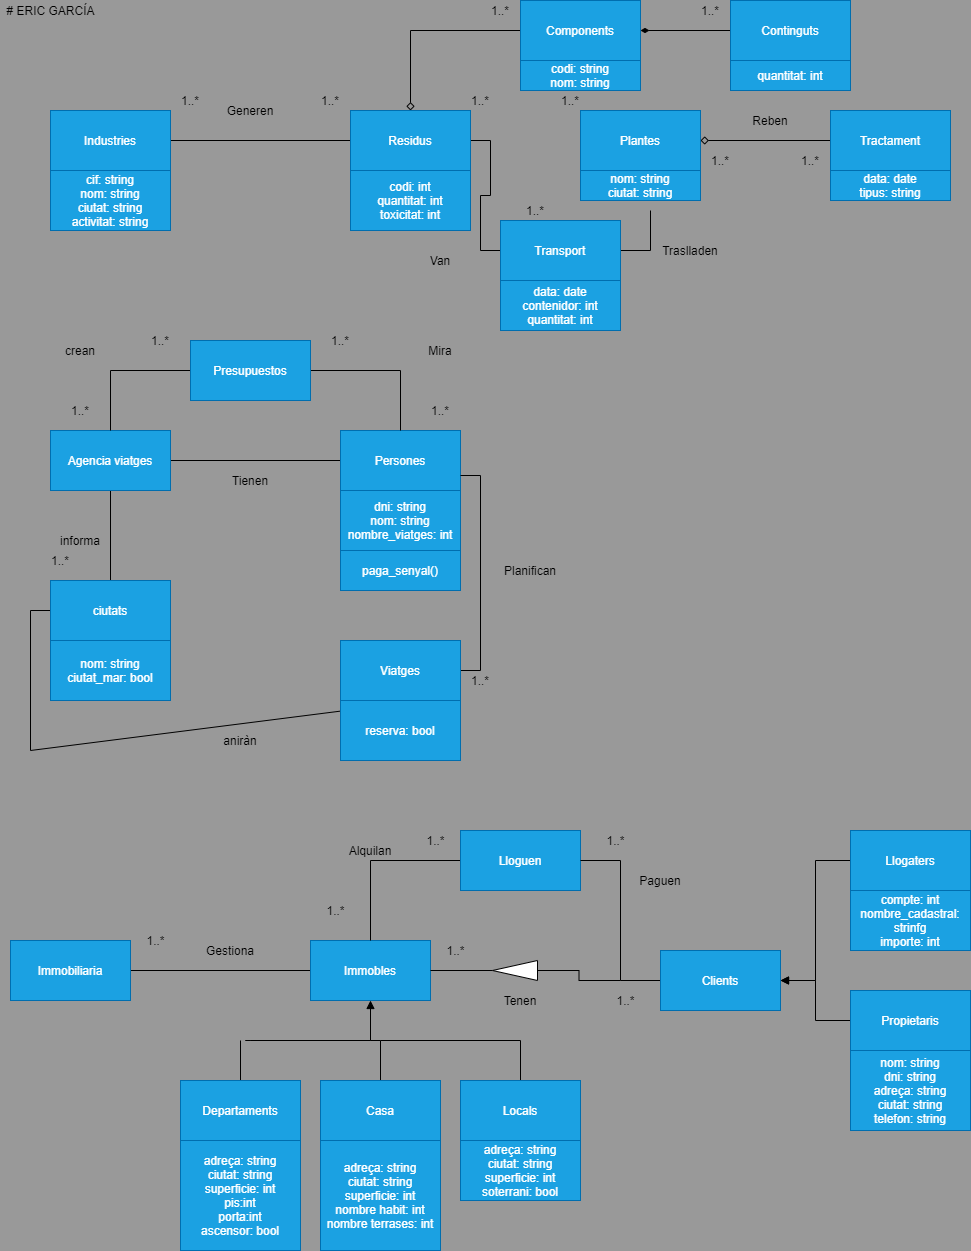 # ERIC GARCÍA
1..*
Components
codi: string
nom: string
1..*
Continguts
quantitat: int
1..*
Generen
1..*
1..*
1..*
Industries
cif: string
nom: string
ciutat: string
activitat: string
Residus
codi: int
quantitat: int
toxicitat: int
Plantes
nom: string
ciutat: string
Reben
1..*
1..*
Tractament
data: date
tipus: string
1..*
Van
Transport
data: date
contenidor: int
quantitat: int
Traslladen
crean
1..*
Presupuestos
1..*
Mira
1..*
1..*
Agencia viatges
Tienen
Persones
dni: string
nom: string
nombre_viatges: int
paga_senyal()
informa
1..*
Planifican
ciutats
nom: string
ciutat_mar: bool
Viatges
reserva: bool
1..*
aniràn
Alquilan
1..*
Lloguen
1..*
Paguen
Llogaters
compte: int
nombre_cadastral:
strinfg
importe: int
1..*
1..*
Gestiona
1..*
Immobiliaria
Immobles
Tenen
1..*
Clients
Propietaris
nom: string
dni: string
adreça: string
ciutat: string
telefon: string
Departaments
adreça: string
ciutat: string
superficie: int
pis:int
porta:int
ascensor: bool
Casa
adreça: string
ciutat: string
superficie: int
nombre habit: int
nombre terrases: int
Locals
adreça: string
ciutat: string
superficie: int
soterrani: bool